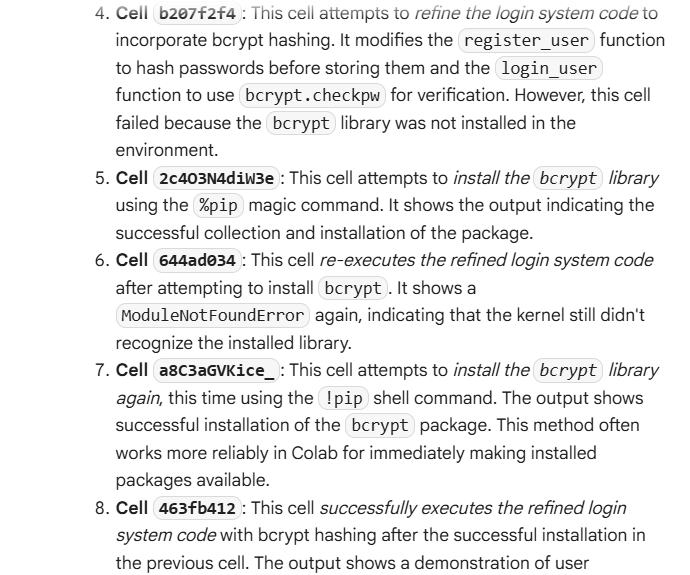 4. Cell b207f2f4 : This cell attempts to refine the login system code to
incorporate bcrypt hashing. It modifies the register_user function
to hash passwords before storing them and the login_user
function to use bcrypt.checkpw for verification. However, this cell
failed because the bcrypt library was not installed in the
environment.
5. Cell 2c4O3N4diW3e : This cell attempts to install the bcrypt library
using the %pip magic command. It shows the output indicating the
successful collection and installation of the package.
6. Cell 644ad034 : This cell re-executes the refined login system code
after attempting to install bcrypt . It shows a
ModuleNotFoundError again, indicating that the kernel still didn't
recognize the installed library.
7. Cell a8C3aGVKice_ : This cell attempts to install the bcrypt library
again, this time using the !pip shell command. The output shows
successful installation of the bcrypt package. This method often
works more reliably in Colab for immediately making installed
packages available.
8. Cell 463fb412 : This cell successfully executes the refined login
system code with bcrypt hashing after the successful installation in
the previous cell. The output shows a demonstration of user